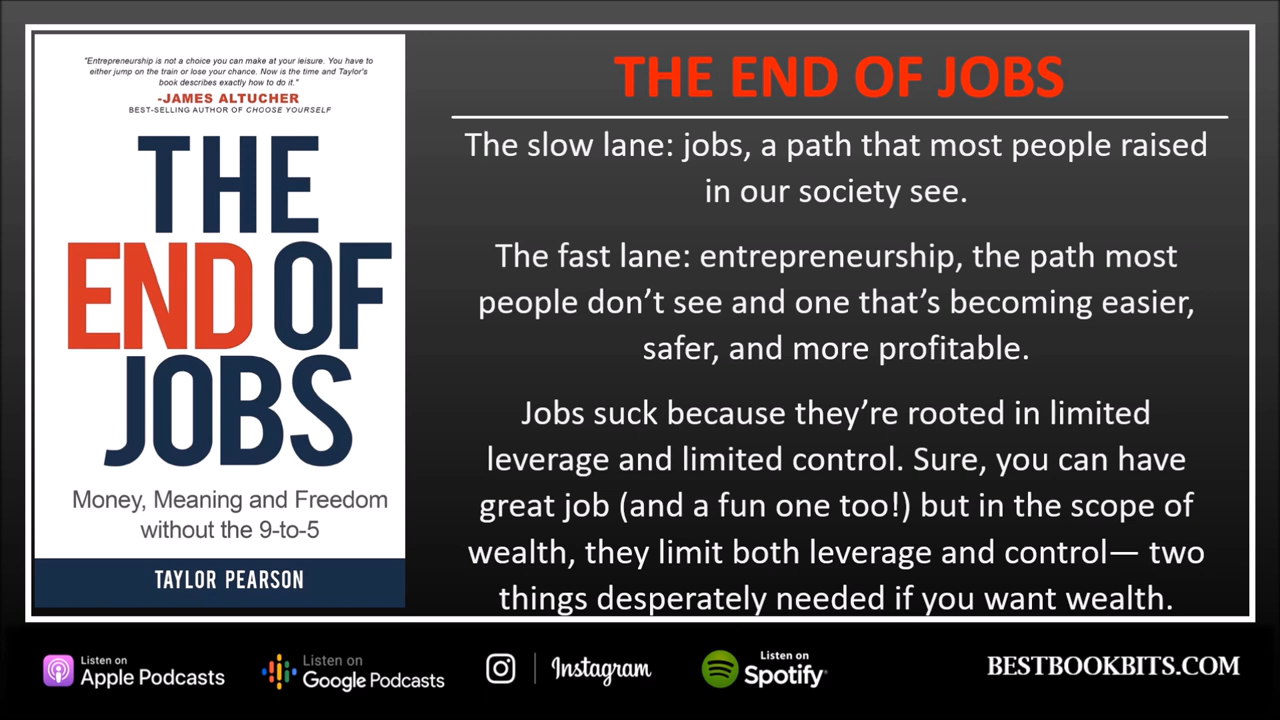 "Entrepreneurship is not a choice you can make at your leisure. You have to
either jump on the train or lose your chance. Now is the time and Taylor's
book describes exactly how to do it."
-JAMES ALTUCHER
BEST-SELLING AUTHOR OF CHOOSE YOURSELF
THE
END OF
JOBS
Money, Meaning and Freedom
without the 9-to-5
TAYLOR PEARSON
THE END OF JOBS
The slow lane: jobs, a path that most people raised
in our society see.
The fast lane: entrepreneurship, the path most
people don't see and one that's becoming easier,
safer, and more profitable.
Jobs suck because they're rooted in limited
leverage and limited control. Sure, you can have
great job (and a fun one too!) but in the scope of
wealth, they limit both leverage and control— two
things desperately needed if you want wealth.
Listen on
Apple Podcasts
Listen on
Google Podcasts
Instagram
Listen on
Spotify
BESTBOOKBITS.COM